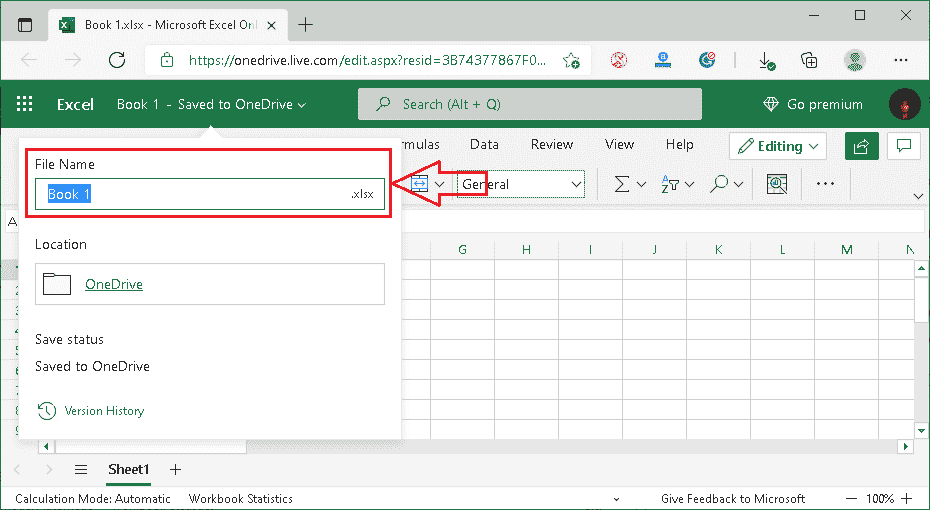 Book 1.xlsx - Microsoft Excel Onl
https://onedrive.live.com/edit.aspx?resid=3B74377867F0...
Excel Book 1 - Saved to OneDrive Search (Alt + Q) Go premium
rmulas Data Review View Help Editing
File Name
Book 1 .xlsx
General
A
Location
G H I J K L M N
OneDrive
Save status
Saved to OneDrive
Version History
Sheet1
Calculation Mode: Automatic Workbook Statistics Give Feedback to Microsoft 100%